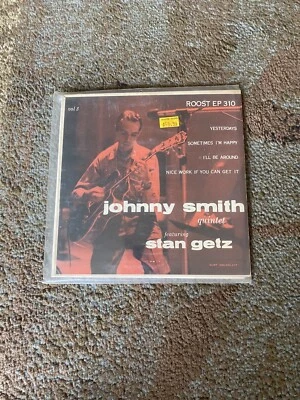 vol 3
ROOST EP 310
YESTERDAYS
SOMETIMES I'M HAPPY
I'LL BE AROUND
NICE WORK IF YOU CAN GET IT
johnny smith
quintet
featuring
stan getz